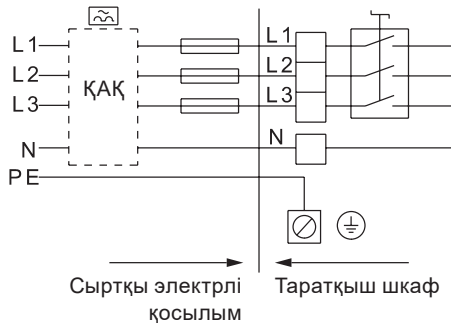 L1
L2
L3
N
PE
ҚАҚ
L1
L2
L3
N
Сыртқы электрлі
қосылым
Таратқыш шкаф